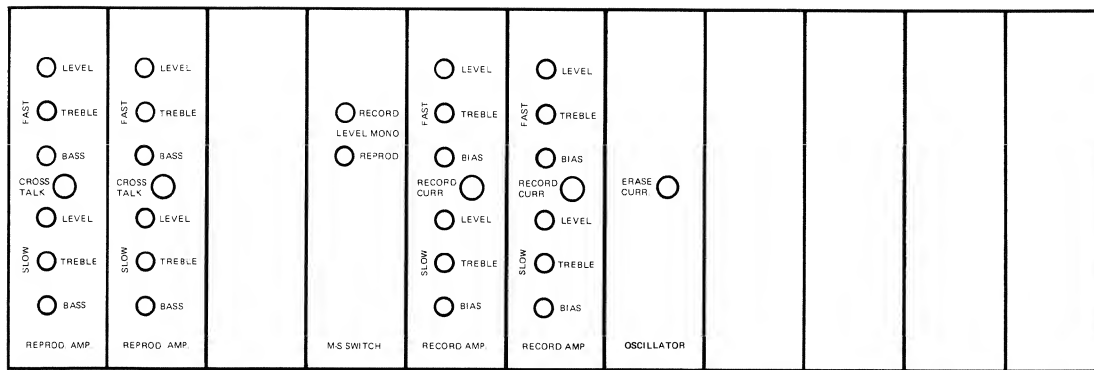 LEVEL
FAST
TREBLE
BASS
CROSS
TALK
LEVEL
SLOW
TREBLE
BASS
REPROD. AMP.
LEVEL
FAST
TREBLE
BASS
CROSS
TALK
LEVEL
SLOW
TREBLE
BASS
REPROD. AMP.
RECORD
LEVEL MONO
REPROD
M-S SWITCH
LEVEL
FAST
TREBLE
BIAS
RECORD
CURR
LEVEL
SLOW
TREBLE
BIAS
RECORD AMP.
LEVEL
FAST
TREBLE
BIAS
RECORD
CURR
LEVEL
SLOW
TREBLE
BIAS
RECORD AMP
ERASE
CURR
OSCILLATOR